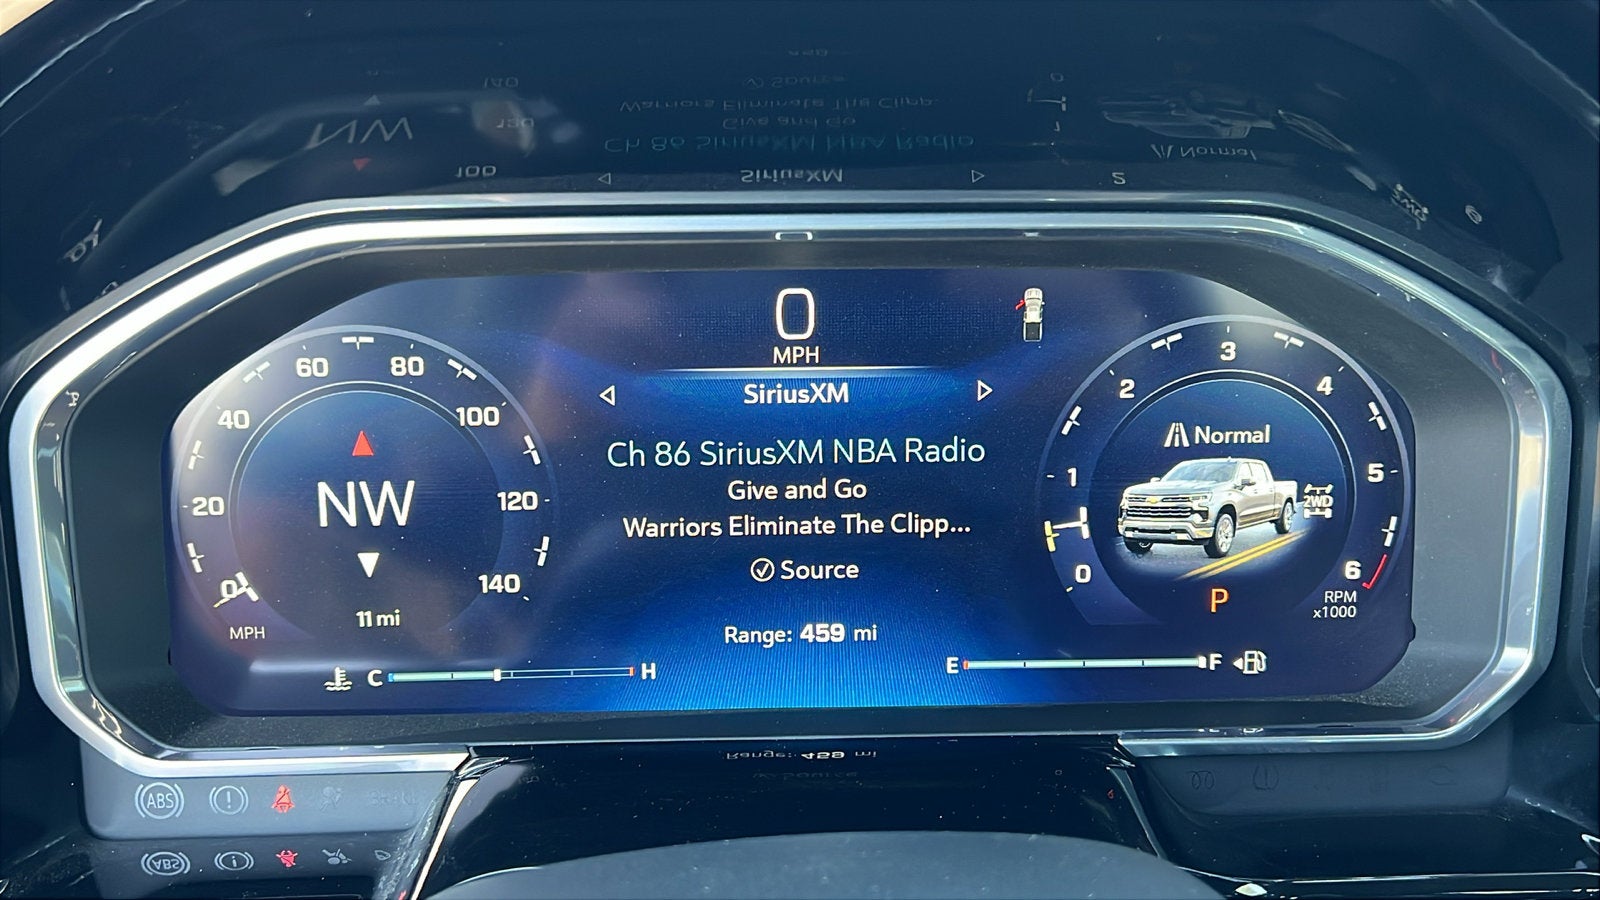 0
MPH
SiriusXM
Ch 86 SiriusXM NBA Radio
Give and Go
Warriors Eliminate The Clipp...
Source
Range: 459 mi
0
20
40
60
80
100
120
140
MPH
NW
11 mi
C H
0
1
2
3
4
5
6
RPM
x1000
Normal
2WD
P
E F
ABS